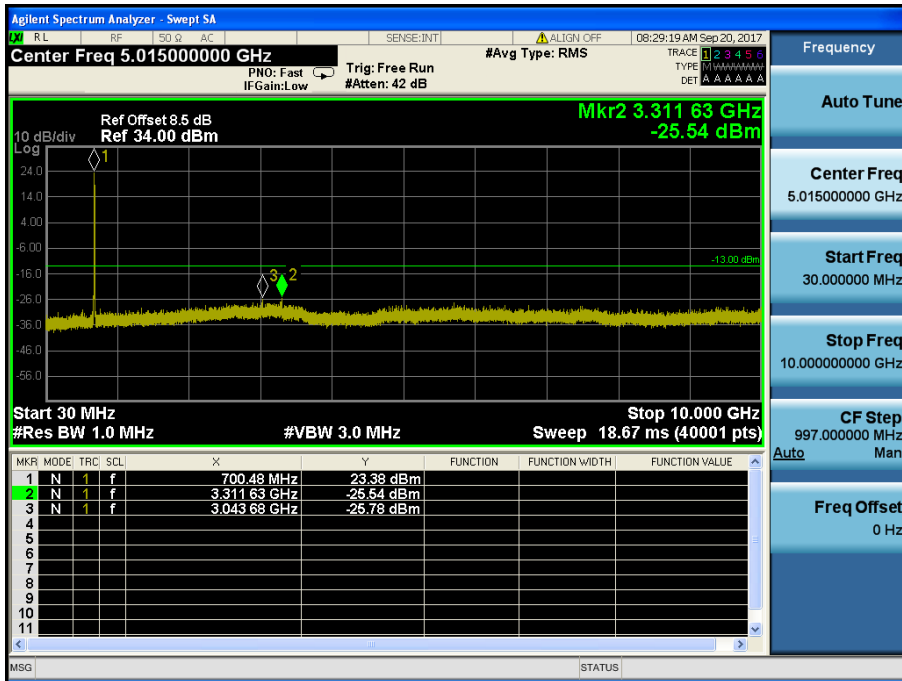 Agilent Spectrum Analyzer - Swept SA
LXI RL RF 50 Ω AC SENSE:INT ALIGN OFF 08:29:19 AM Sep 20, 2017
Center Freq 5.015000000 GHz
PNO: Fast
IFGain:Low
Trig: Free Run
#Atten: 42 dB
#Avg Type: RMS
TRACE 1 2 3 4 5 6
TYPE M
DET A A A A A A
Mkr2 3.311 63 GHz
-25.54 dBm
10 dB/div
Log
Ref Offset 8.5 dB
Ref 34.00 dBm
24.0
14.0
4.00
-6.00
-16.0
-26.0
-36.0
-46.0
-56.0
1
3
2
-13.00 dBm
Start 30 MHz
Stop 10.000 GHz
#Res BW 1.0 MHz
#VBW 3.0 MHz
Sweep 18.67 ms (40001 pts)
MKR MODE TRC SCL X Y FUNCTION FUNCTION WIDTH FUNCTION VALUE
1 N 1 f 700.48 MHz 23.38 dBm
2 N 1 f 3.311 63 GHz -25.54 dBm
3 N 1 f 3.043 68 GHz -25.78 dBm
4
5
6
7
8
9
10
11
MSG
STATUS
Frequency
Auto Tune
Center Freq
5.015000000 GHz
Start Freq
30.000000 MHz
Stop Freq
10.000000000 GHz
CF Step
997.000000 MHz
Auto Man
Freq Offset
0 Hz